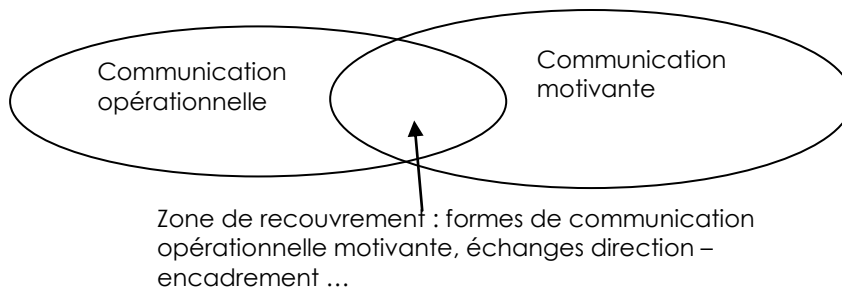 Communication
opérationnelle
Communication
motivante
Zone de recouvrement : formes de communication
opérationnelle motivante, échanges direction –
encadrement …